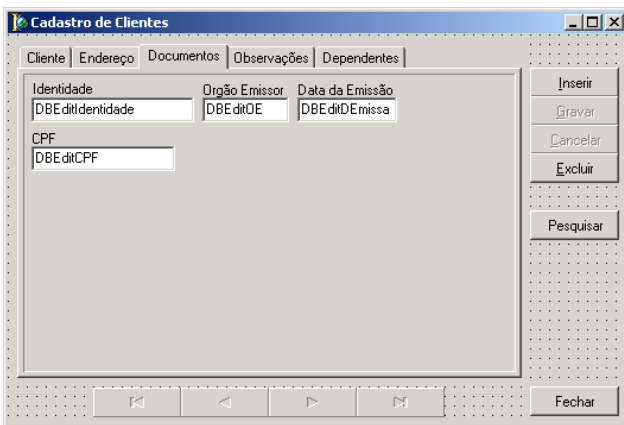 Cadastro de Clientes
Cliente Endereço Documentos Observações Dependentes
Identidade Orgão Emissor Data da Emissão
DBEditIdentidade DBEditOE DBEditDEmissa
CPF
DBEditCPF
Inserir
Gravar
Cancelar
Excluir
Pesquisar
Fechar